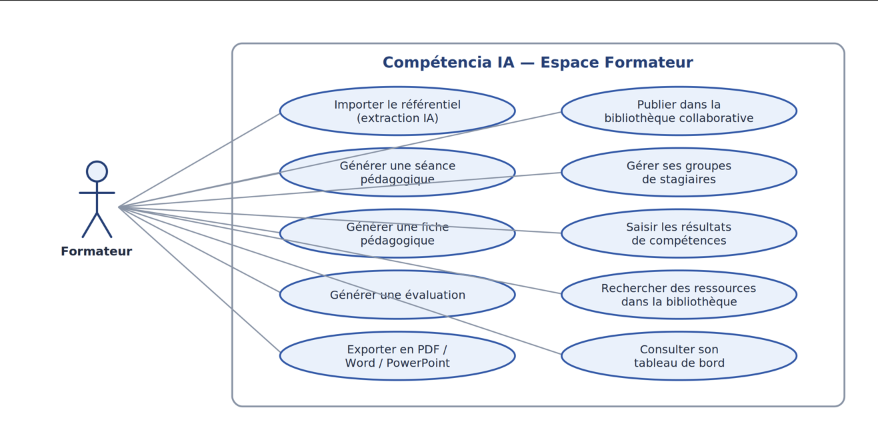 Compétencia IA — Espace Formateur
Importer le référentiel
(extraction IA)
Publier dans la
bibliothèque collaborative
Générer une séance
pédagogique
Gérer ses groupes
de stagiaires
Formateur
Générer une fiche
pédagogique
Saisir les résultats
de compétences
Générer une évaluation
Rechercher des ressources
dans la bibliothèque
Exporter en PDF /
Word / PowerPoint
Consulter son
tableau de bord